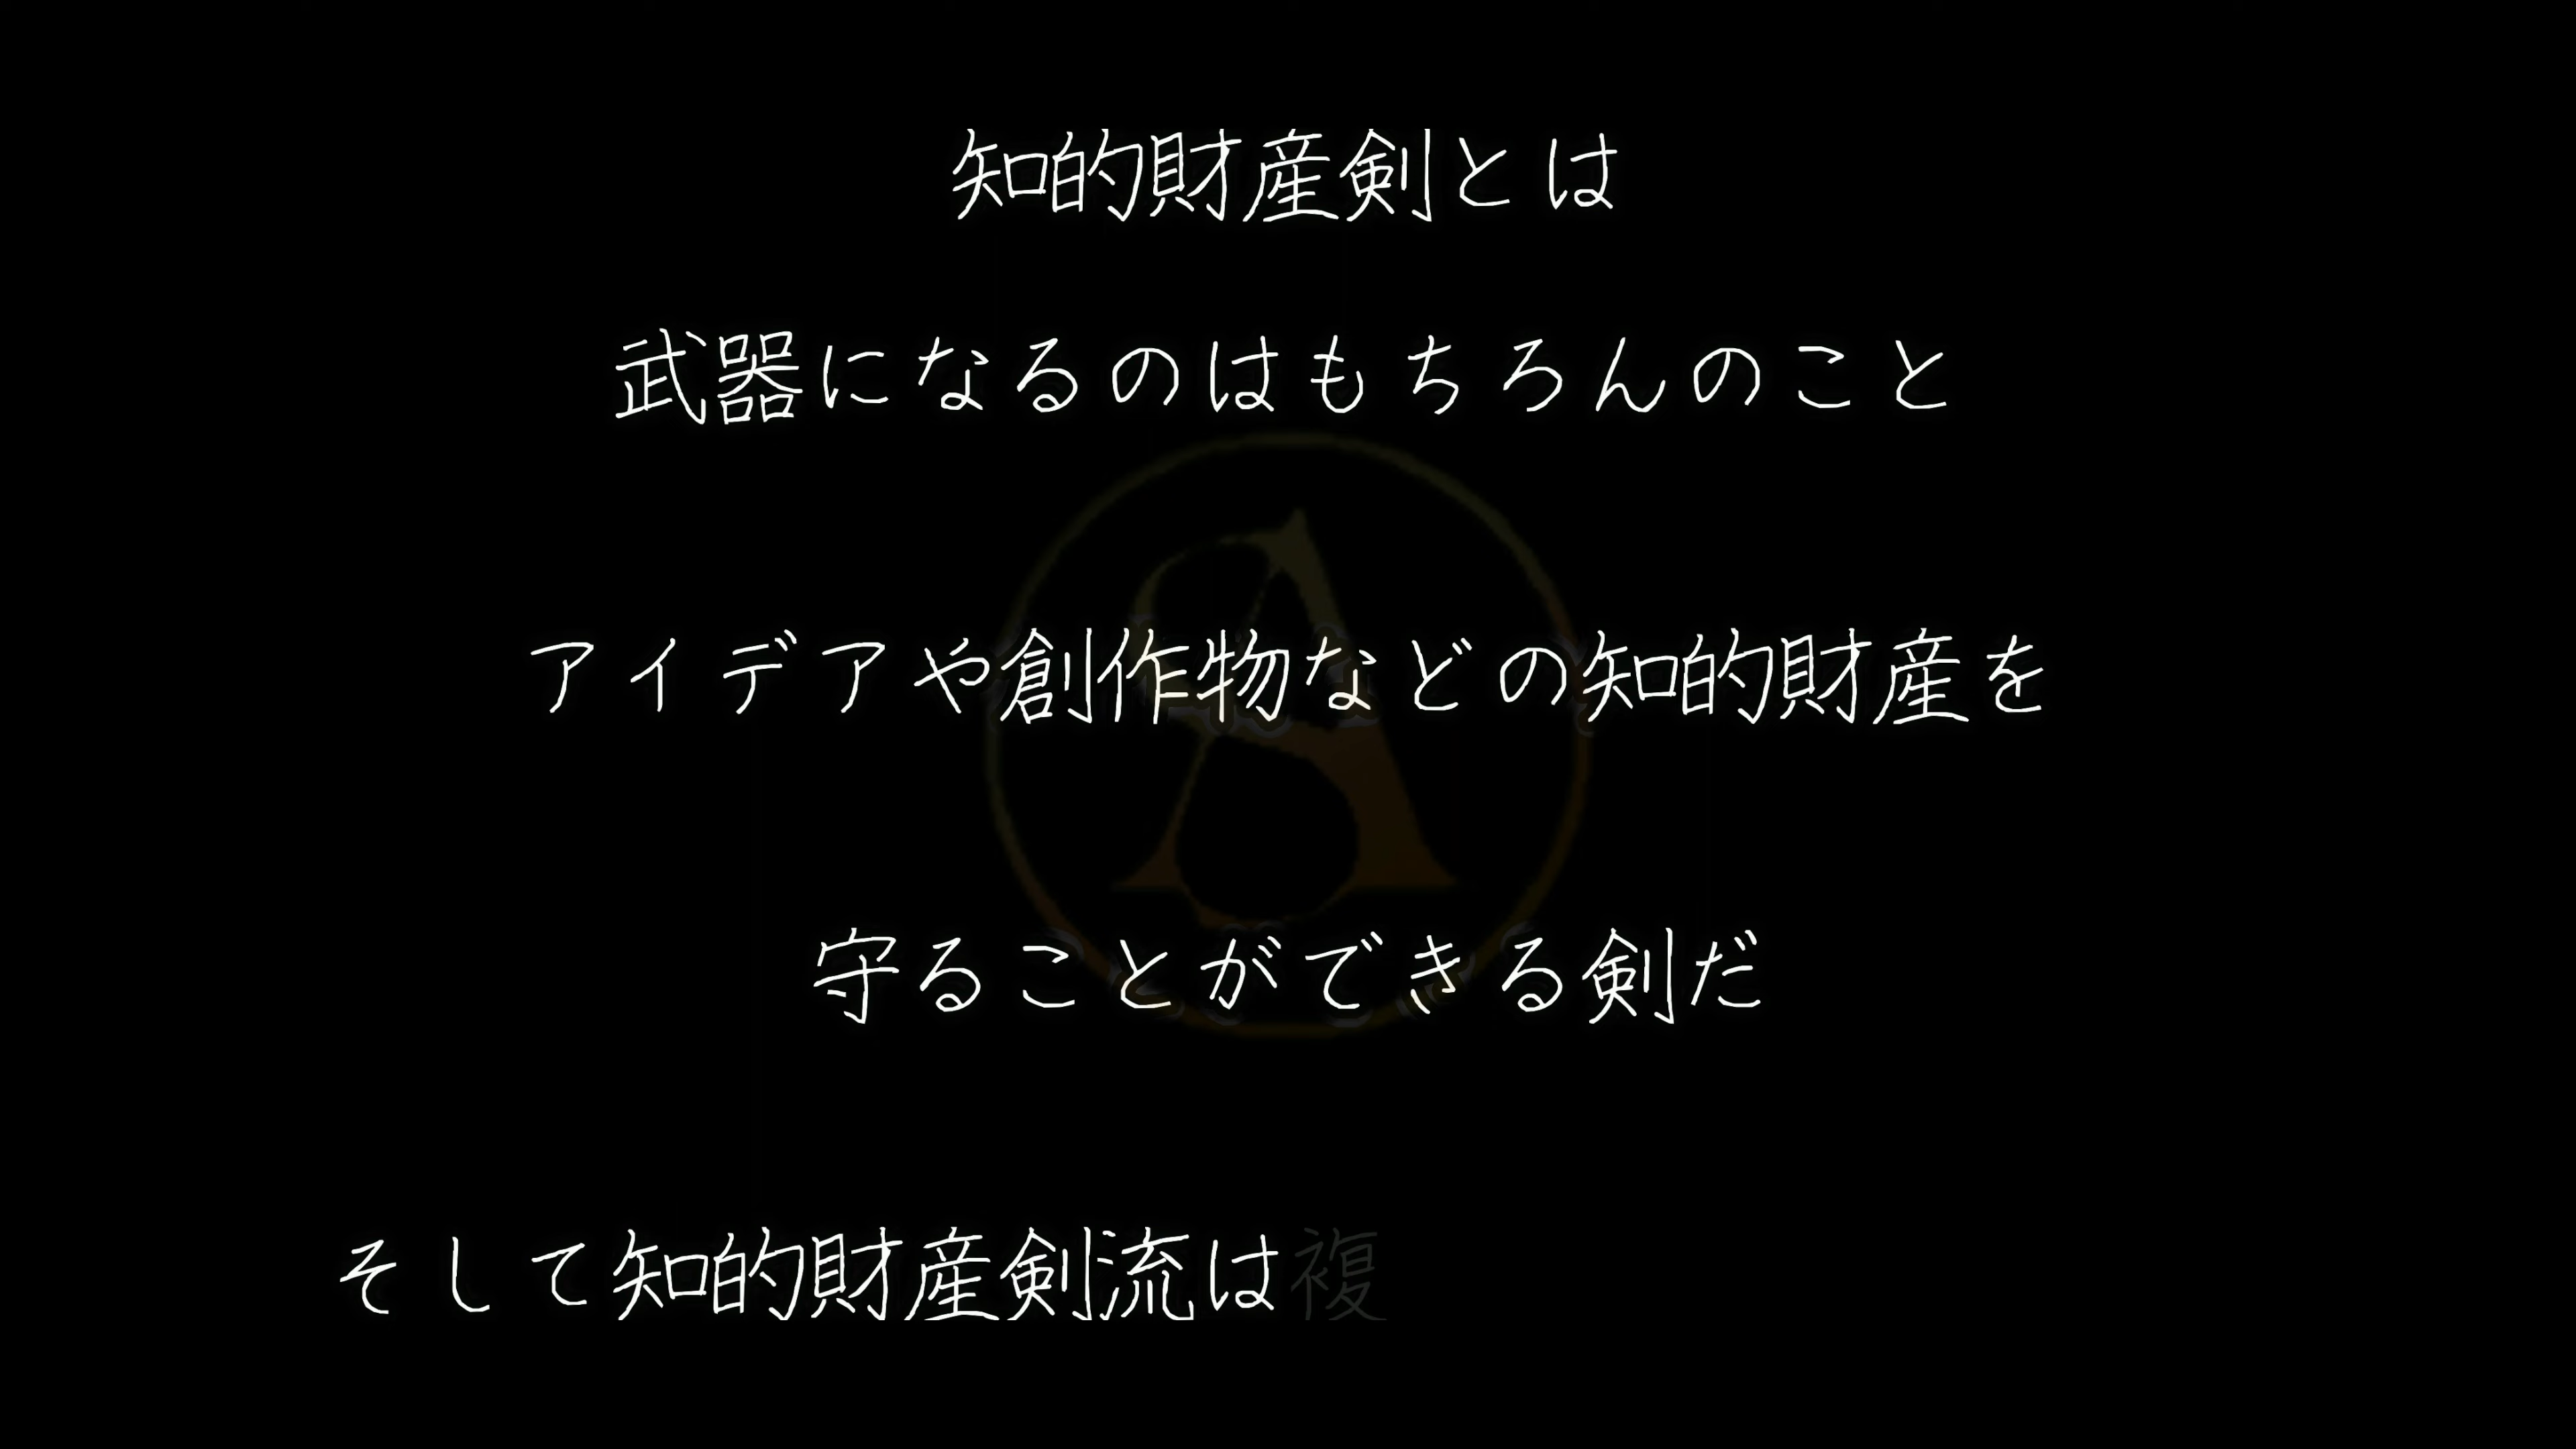 知的財産剣とは
武器になるのはもちろんのこと
アイデアや創作物などの知的財産を
守ることができる剣だ
そして知的財産剣流は複